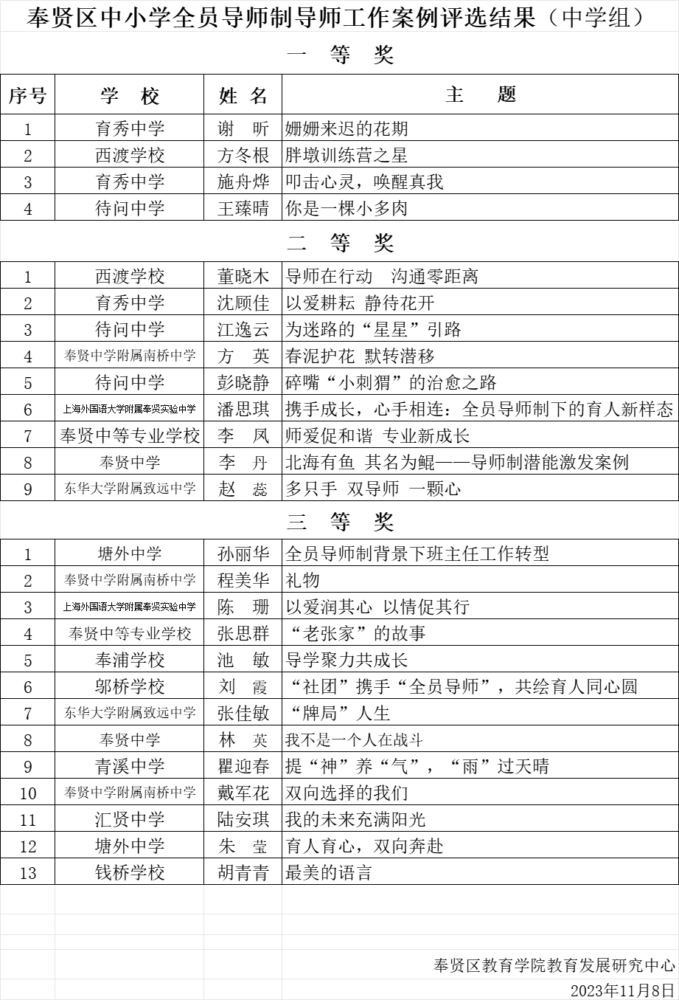 奉贤区中小学全员导师制导师工作案例评选结果（中学组）
一 等 奖
序号 学 校 姓 名 主 题
1 育秀中学 谢 昕 姗姗来迟的花期
2 西渡学校 方冬根 胖墩训练营之星
3 育秀中学 施舟烨 叩击心灵，唤醒真我
4 待问中学 王臻晴 你是一棵小多肉
二 等 奖
1 西渡学校 董晓木 导师在行动 沟通零距离
2 育秀中学 沈顾佳 以爱耕耘 静待花开
3 待问中学 江逸云 为迷路的“星星”引路
4 奉贤中学附属南桥中学 方 英 春泥护花 默转潜移
5 待问中学 彭晓静 碎嘴“小刺猬”的治愈之路
6 上海外国语大学附属奉贤实验中学 潘思琪 携手成长，心手相连：全员导师制下的育人新样态
7 奉贤中等专业学校 李 凤 师爱促和谐 专业新成长
8 奉贤中学 李 丹 北海有鱼 其名为鲲——导师制潜能激发案例
9 东华大学附属致远中学 赵 蕊 多只手 双导师 一颗心
三 等 奖
1 塘外中学 孙丽华 全员导师制背景下班主任工作转型
2 奉贤中学附属南桥中学 程美华 礼物
3 上海外国语大学附属奉贤实验中学 陈 珊 以爱润其心 以情促其行
4 奉贤中等专业学校 张思群 “老张家”的故事
5 奉浦学校 池 敏 导学聚力共成长
6 邬桥学校 刘 霞 “社团”携手“全员导师”，共绘育人同心圆
7 东华大学附属致远中学 张佳敏 “牌局”人生
8 奉贤中学 林 英 我不是一个人在战斗
9 青溪中学 瞿迎春 提“神”养“气”，“雨”过天晴
10 奉贤中学附属南桥中学 戴军花 双向选择的我们
11 汇贤中学 陆安琪 我的未来充满阳光
12 塘外中学 朱 莹 育人育心，双向奔赴
13 钱桥学校 胡青青 最美的语言
奉贤区教育学院教育发展研究中心
2023年11月8日